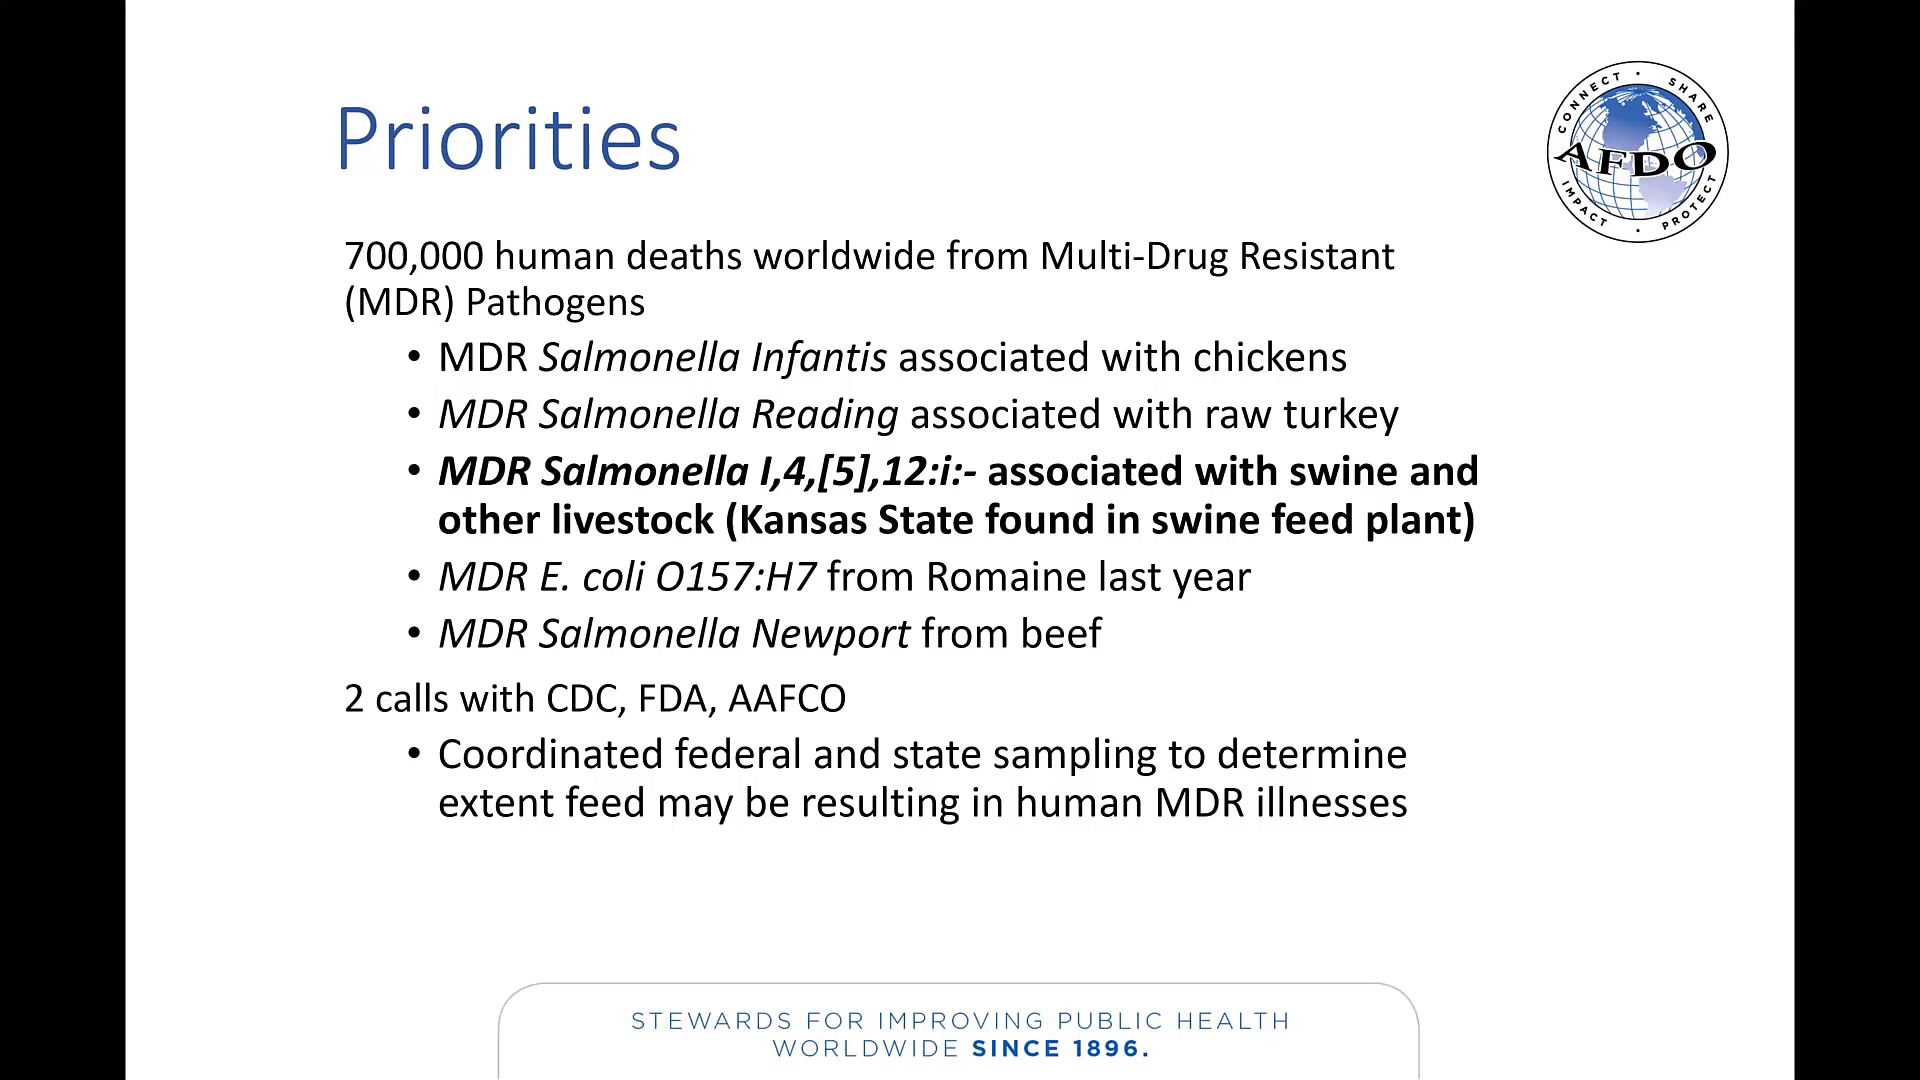 Priorities
CONNECT • SHARE
AFDO
IMPACT • PROTECT
700,000 human deaths worldwide from Multi-Drug Resistant
(MDR) Pathogens
• MDR Salmonella Infantis associated with chickens
• MDR Salmonella Reading associated with raw turkey
• MDR Salmonella I,4,[5],12:i:- associated with swine and
other livestock (Kansas State found in swine feed plant)
• MDR E. coli O157:H7 from Romaine last year
• MDR Salmonella Newport from beef
2 calls with CDC, FDA, AAFCO
• Coordinated federal and state sampling to determine
extent feed may be resulting in human MDR illnesses
STEWARDS FOR IMPROVING PUBLIC HEALTH
WORLDWIDE SINCE 1896.